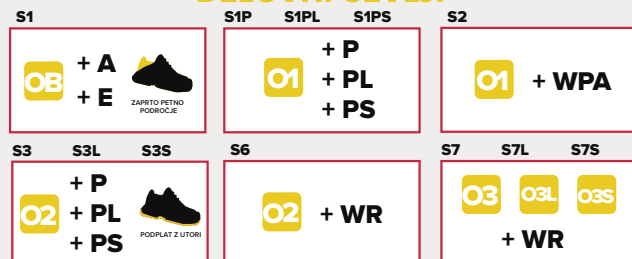 S1
OB
+ A
+ E
ZAPRTO PETNO
PODROČJE
S1P S1PL S1PS
O1
+ P
+ PL
+ PS
S2
O1
+ WPA
S3 S3L S3S
O2
+ P
+ PL
+ PS
PODPLAT Z UTORI
S6
O2
+ WR
S7 S7L S7S
O3 O3L O3S
+ WR